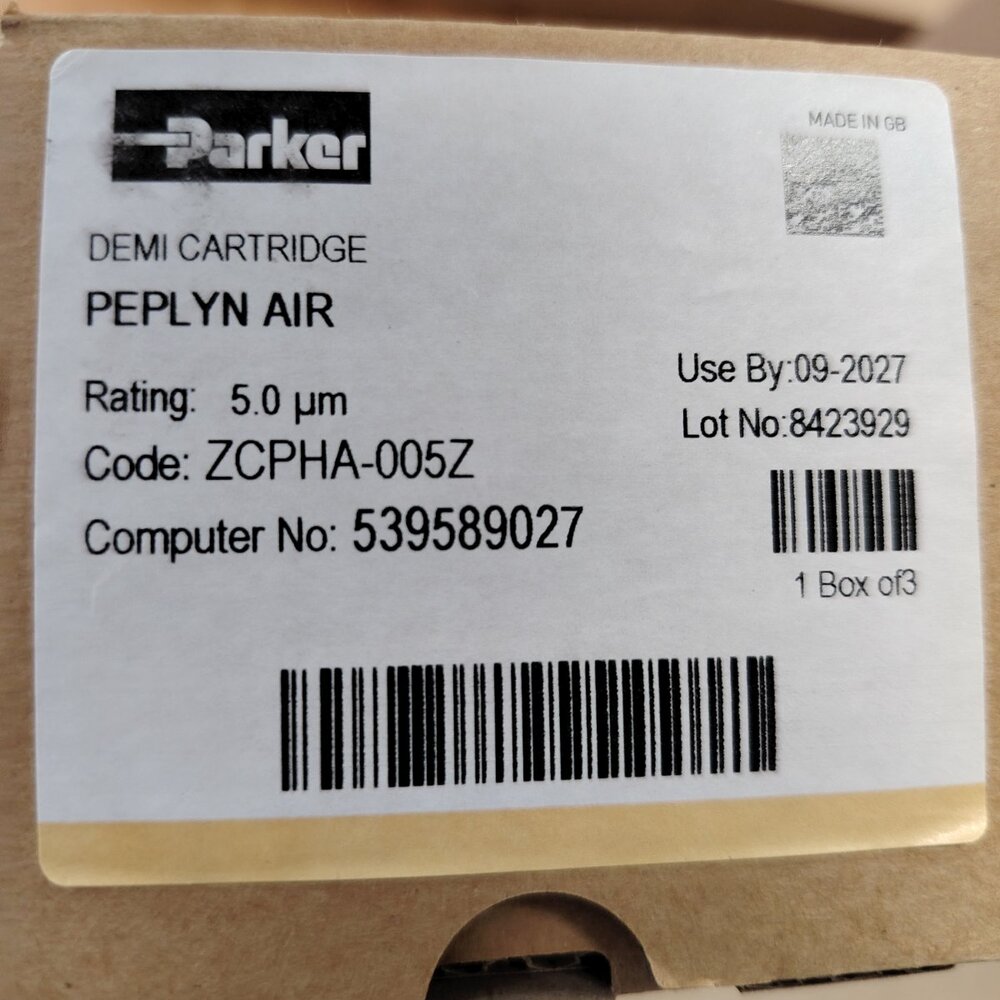 Parker
MADE IN GB
DEMI CARTRIDGE
PEPLYN AIR
Rating: 5.0 µm
Use By:09-2027
Code: ZCPHA-005Z
Lot No:8423929
Computer No: 539589027
1 Box of3